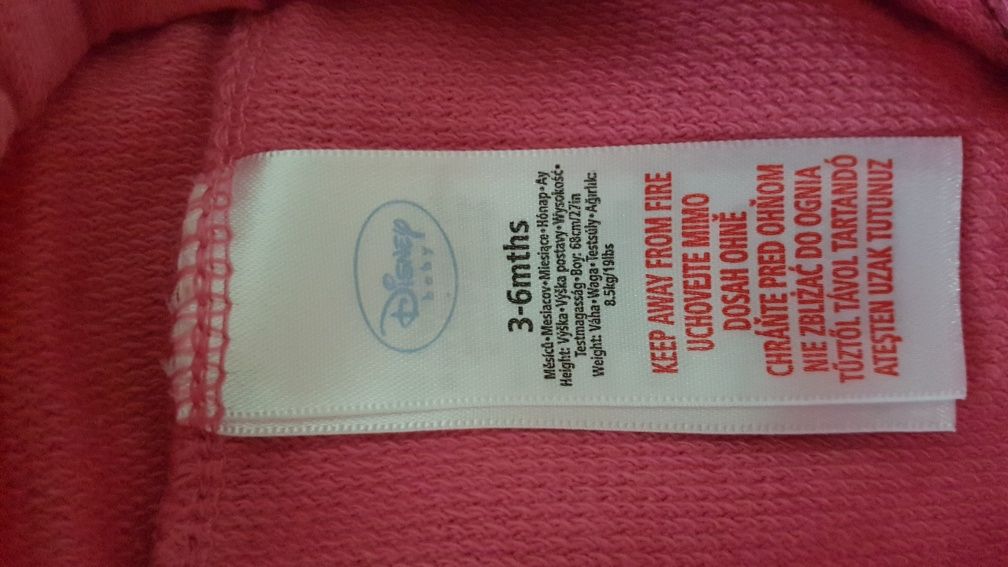 Disney
baby
3-6mths
Měsíců•Mesiacov•Miesiące•Hónap•Ay
Height: Výška•Výška postavy•Wysokość•
Testmagasság•Boy: 68cm/27in
Weight: Váha•Waga•Testsúly•Ağırlık:
8.5kg/19lbs
KEEP AWAY FROM FIRE
UCHOVEJTE MIMO
DOSAH OHNĚ
CHRÁŇTE PRED OHŇOM
NIE ZBLIŻAĆ DO OGNIA
TŰZTŐL TÁVOL TARTANDÓ
ATEŞTEN UZAK TUTUNUZ